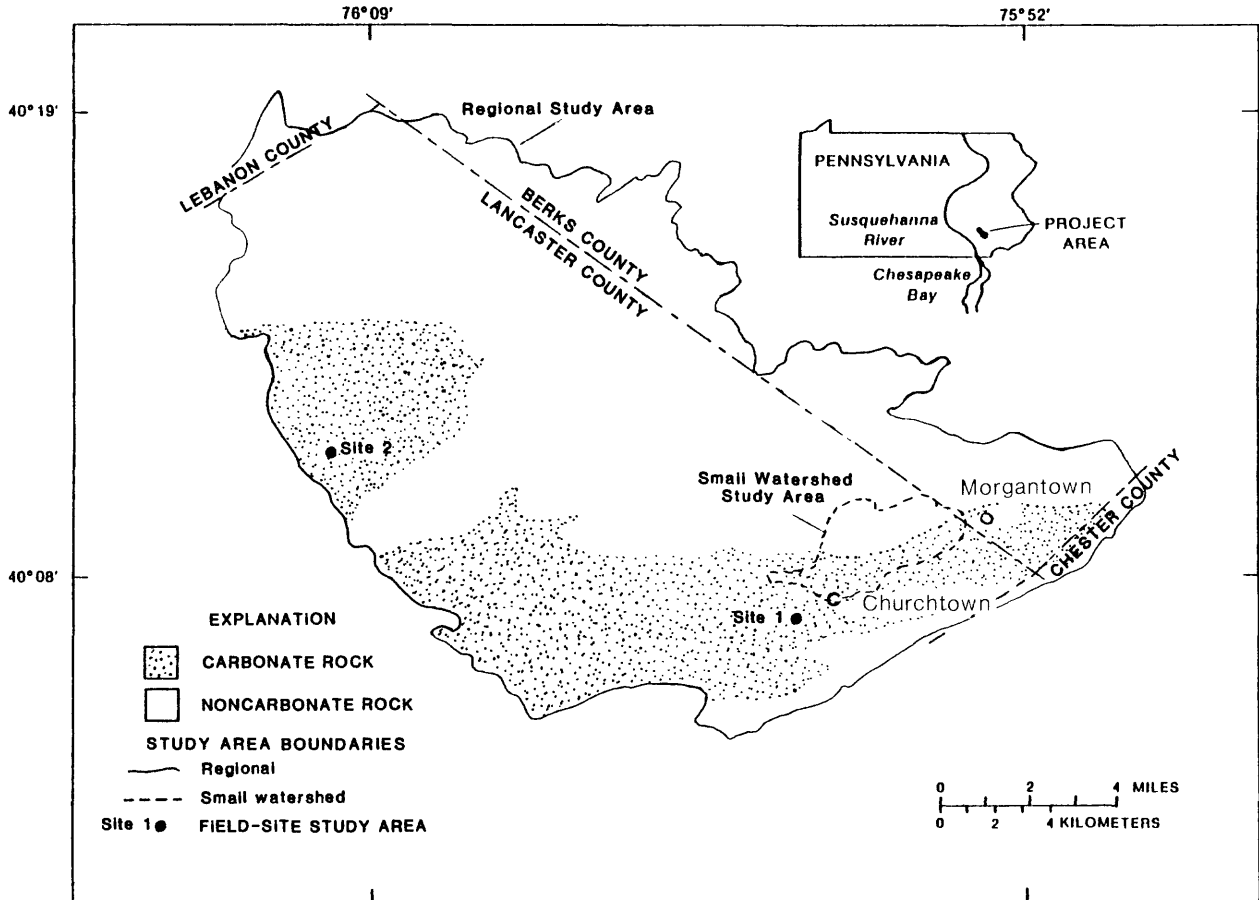 76°09'
75°52'
40°19'
Regional Study Area
LEBANON COUNTY
BERKS COUNTY
LANCASTER COUNTY
PENNSYLVANIA
Susquehanna
River
PROJECT
AREA
Chesapeake
Bay
Site 2
Small Watershed
Study Area
Morgantown
CHESTER COUNTY
40°08'
Churchtown
Site 1
EXPLANATION
CARBONATE ROCK
NONCARBONATE ROCK
STUDY AREA BOUNDARIES
Regional
Small watershed
Site 1 FIELD-SITE STUDY AREA
0 2 4 MILES
0 2 4 KILOMETERS